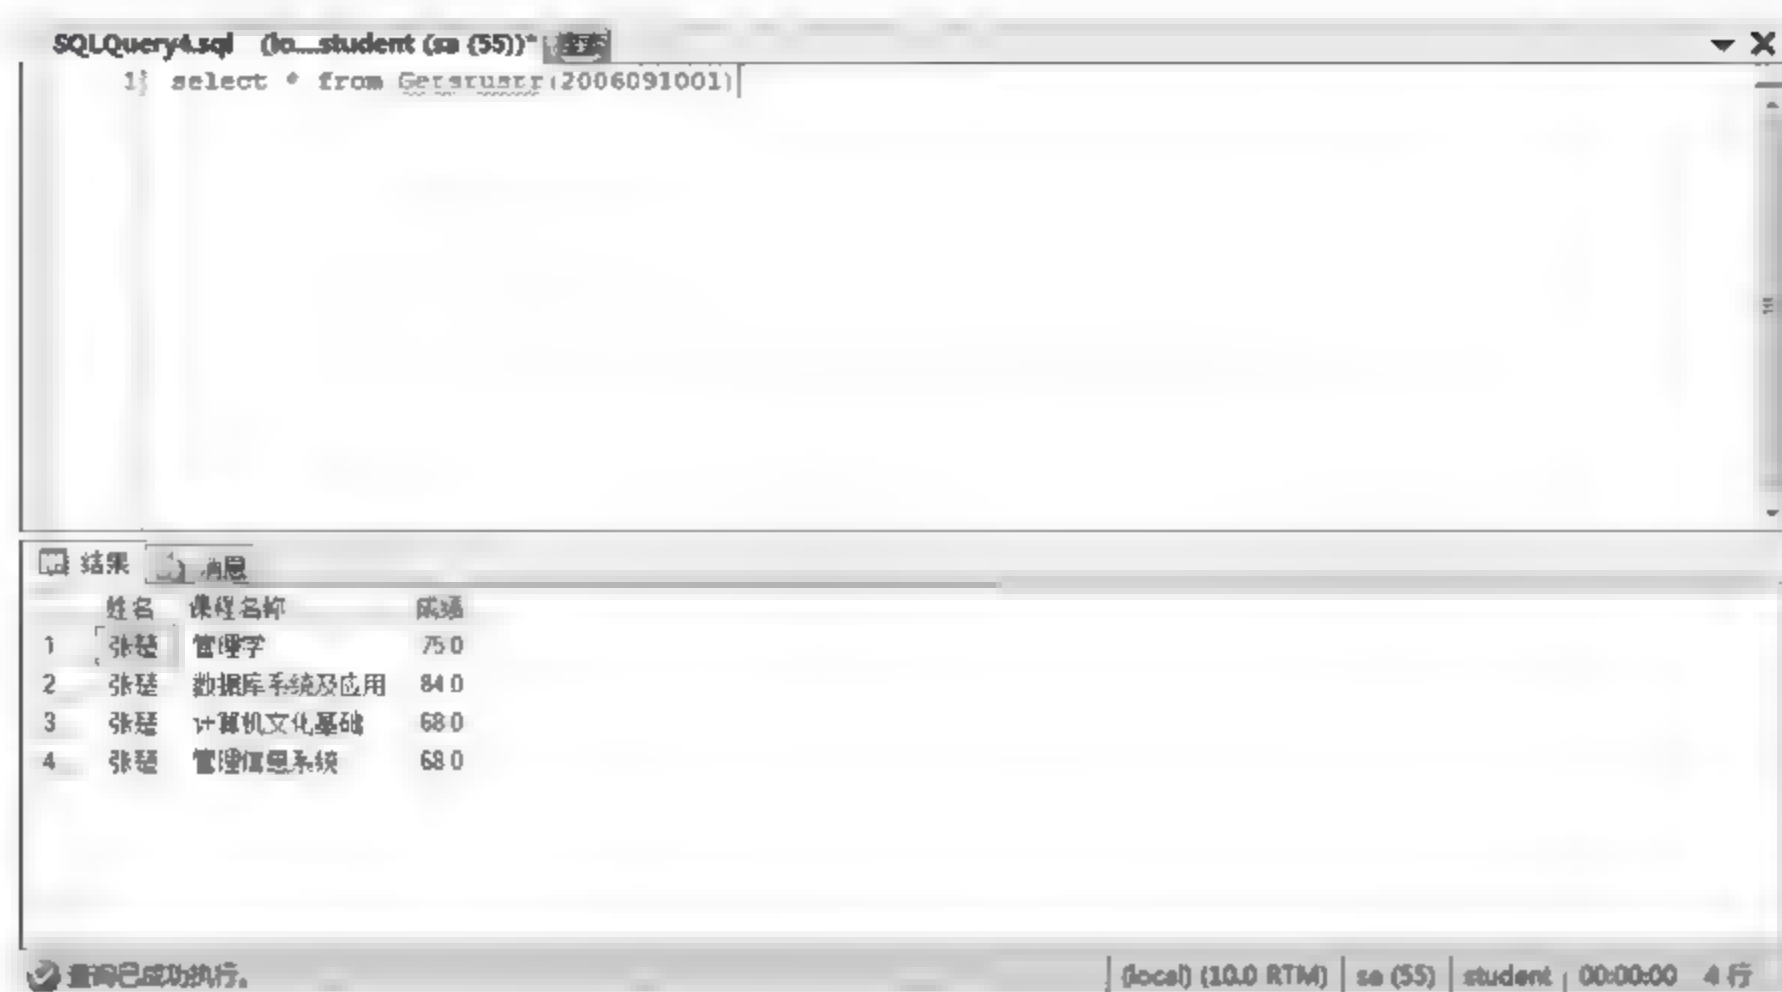 SQLQuery4.sql (lo...student (sa (55))*
1 select * from Getstustr(2006091001)
结果 消息
姓名 课程名称 成绩
1 张楚 管理学 75.0
2 张楚 数据库系统及应用 84.0
3 张楚 计算机文化基础 68.0
4 张楚 管理信息系统 68.0
查询已成功执行。 (local) (10.0 RTM) sa (55) student 00:00:00 4 行